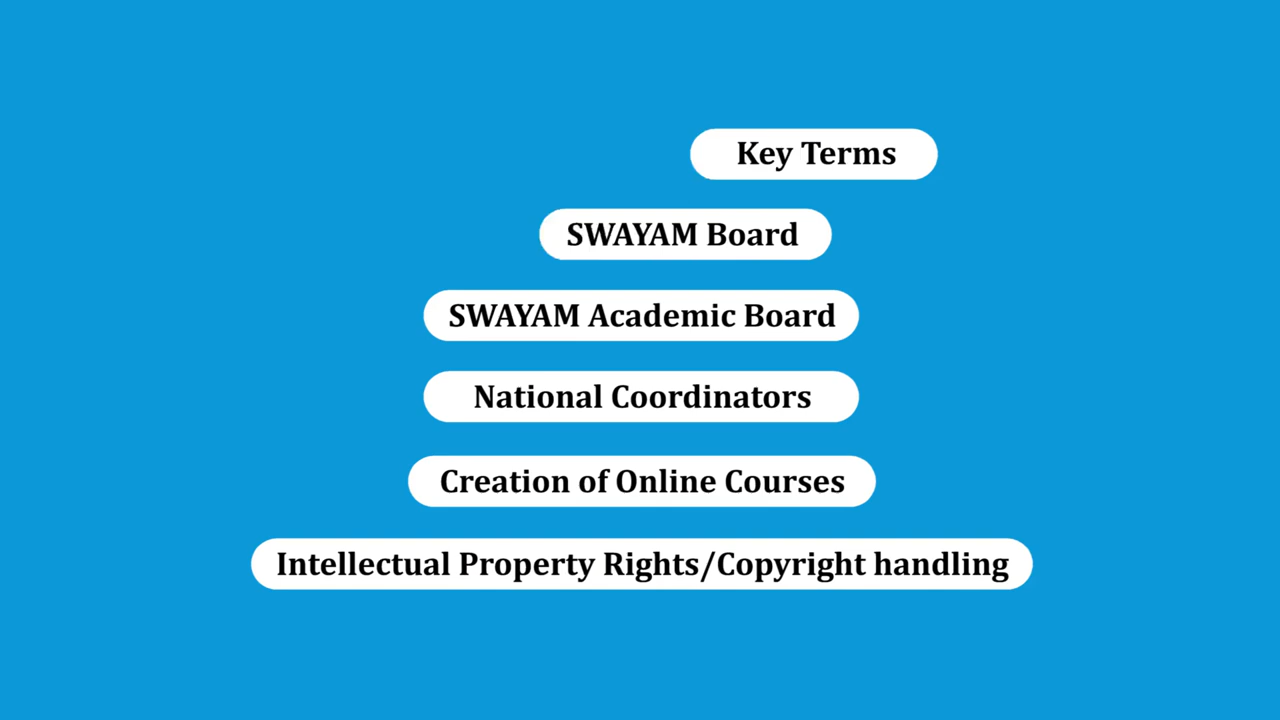 Key Terms
SWAYAM Board
SWAYAM Academic Board
National Coordinators
Creation of Online Courses
Intellectual Property Rights/Copyright handling